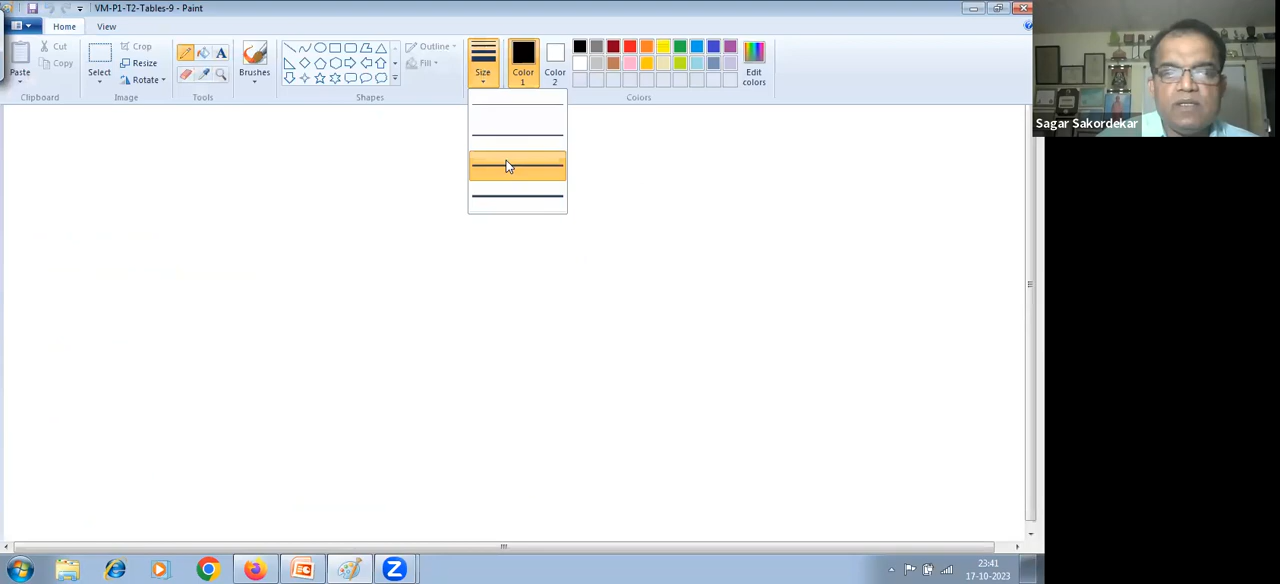 VM-P1-T2-Tables-9 - Paint
Home
View
Paste
Cut
Copy
Clipboard
Select
Crop
Resize
Rotate
Image
A
Tools
Brushes
Shapes
Outline
Fill
Size
Color
1
Color
2
Edit
colors
Colors
Sagar Sakordekar
23:41
17-10-2023